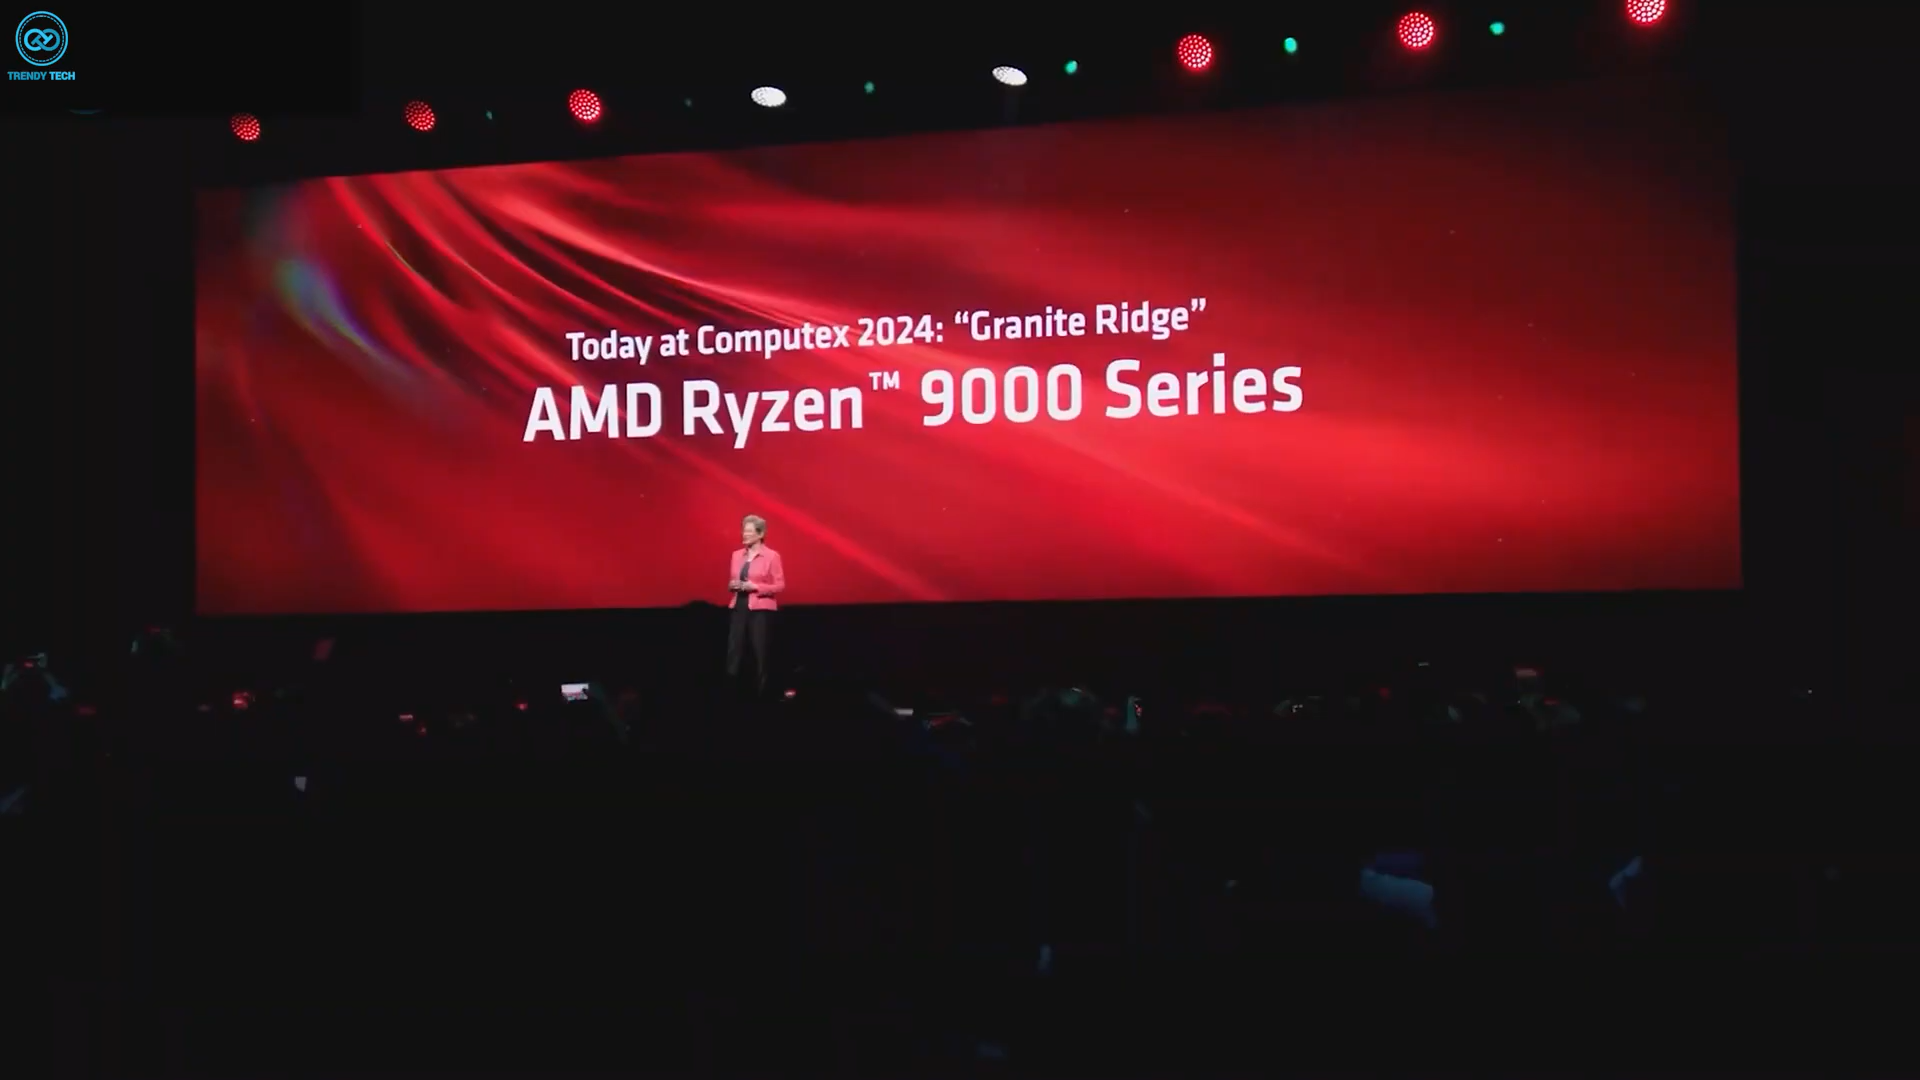 TRENDY TECH
Today at Computex 2024: “Granite Ridge”
AMD Ryzen™ 9000 Series